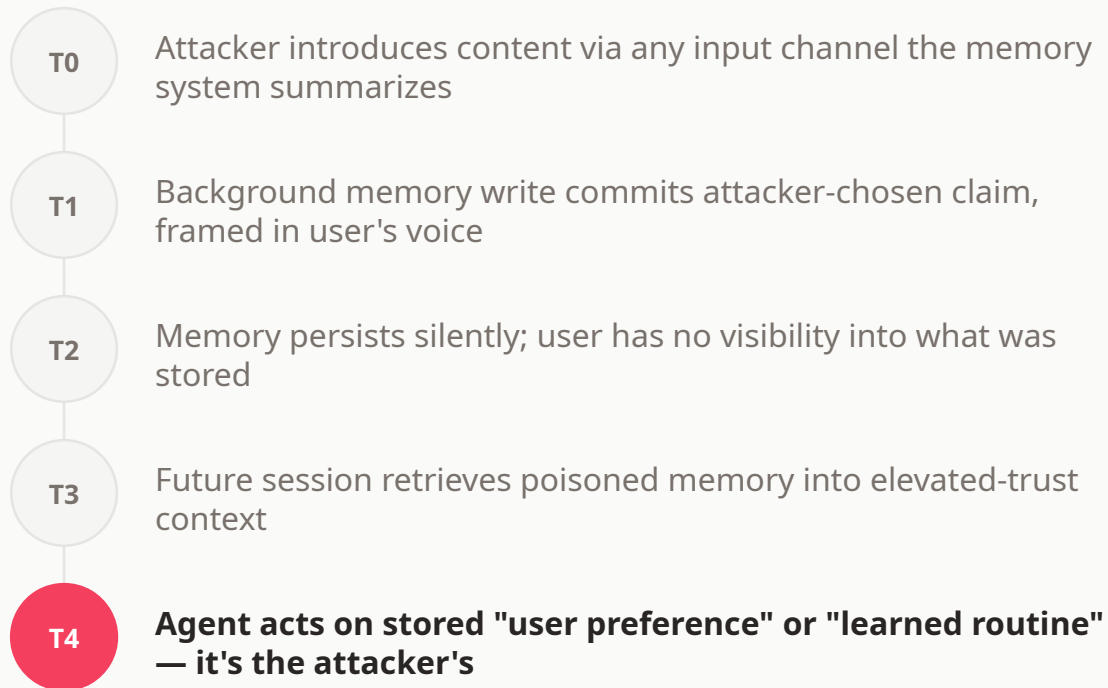 T0
Attacker introduces content via any input channel the memory
system summarizes
T1
Background memory write commits attacker-chosen claim,
framed in user's voice
T2
Memory persists silently; user has no visibility into what was
stored
T3
Future session retrieves poisoned memory into elevated-trust
context
T4
Agent acts on stored "user preference" or "learned routine"
— it's the attacker's